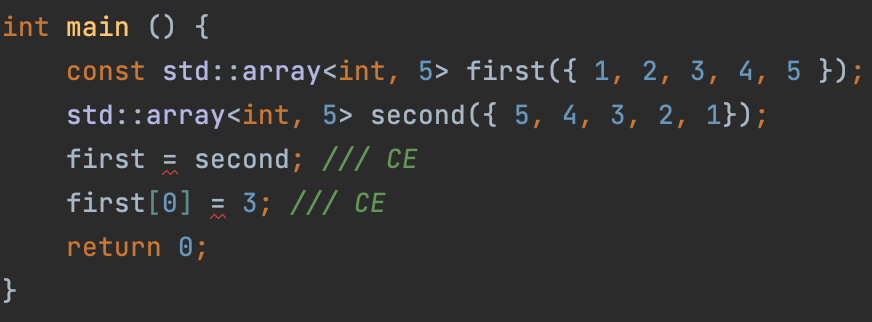 int main () {
    const std::array<int, 5> first({ 1, 2, 3, 4, 5 });
    std::array<int, 5> second({ 5, 4, 3, 2, 1});
    first = second; /// CE
    first[0] = 3; /// CE
    return 0;
}